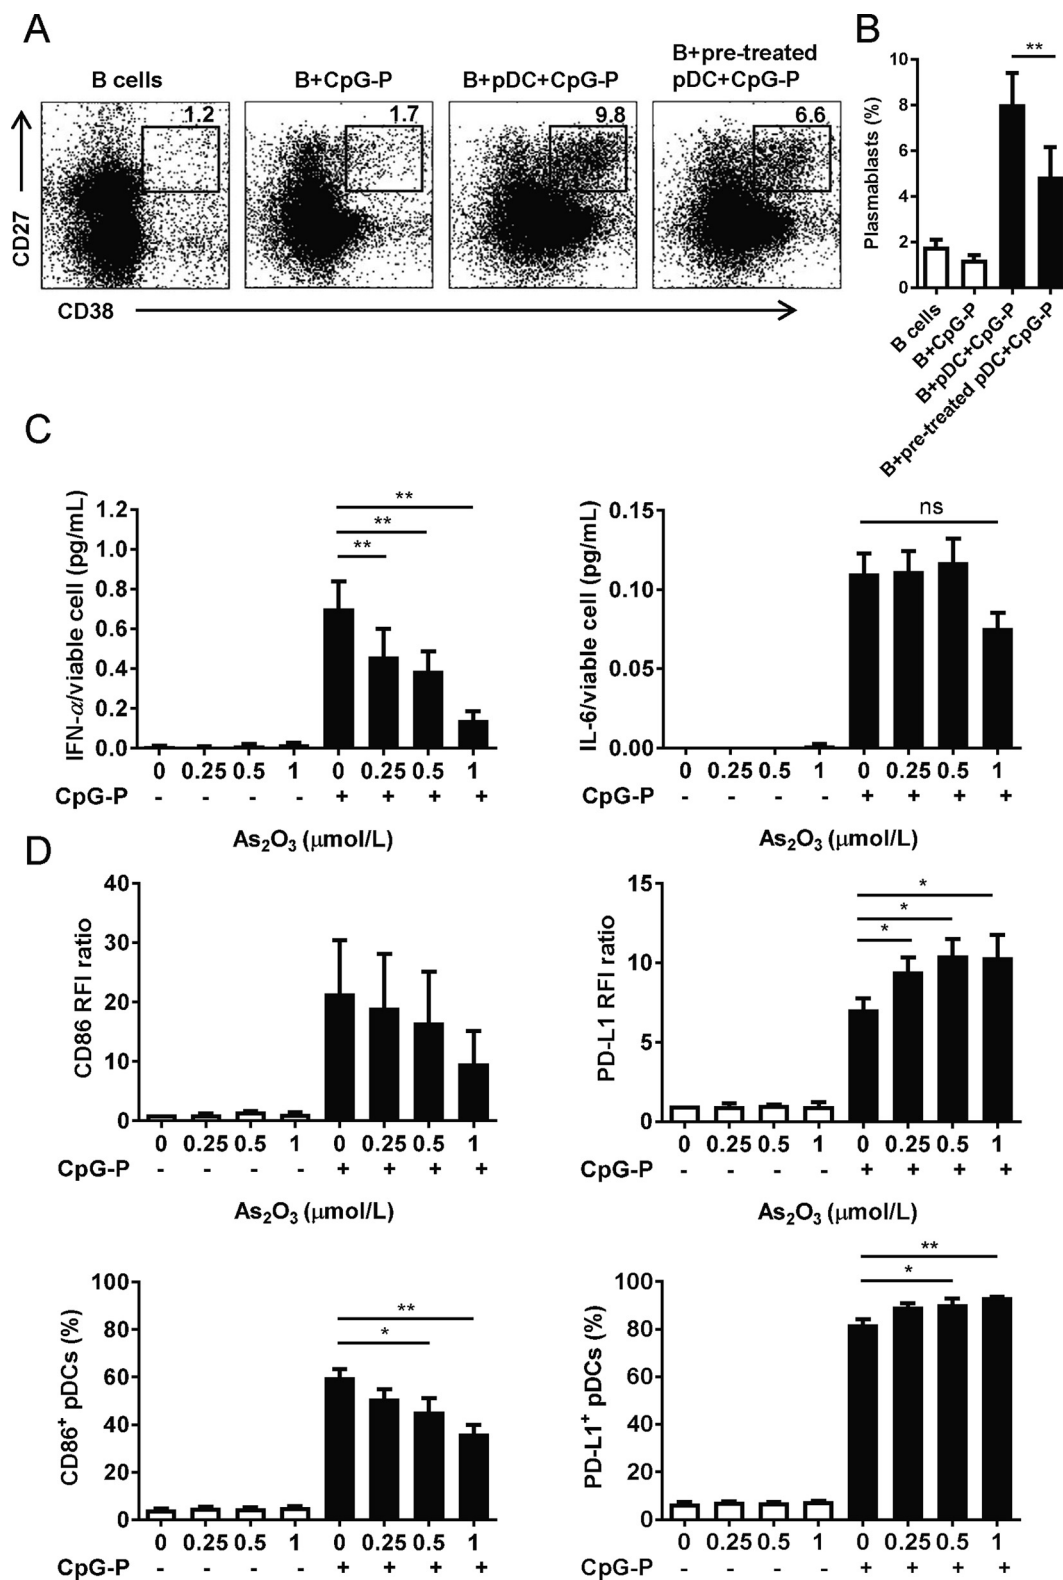 A
B cells
B+CpG-P
B+pDC+CpG-P
B+pre-treated
pDC+CpG-P
1.2
1.7
9.8
6.6
CD27
CD38
B
**
10
8
6
4
2
0
Plasmablasts (%)
B cells
B+CpG-P
B+pDC+CpG-P
B+pre-treated pDC+CpG-P
C
IFN-α/viable cell (pg/mL)
1.2
1.0
0.8
0.6
0.4
0.2
0.0
**
**
**
0 0.25 0.5 1 0 0.25 0.5 1
CpG-P - - - - + + + +
As₂O₃ (μmol/L)
IL-6/viable cell (pg/mL)
0.15
0.10
0.05
0.00
ns
0 0.25 0.5 1 0 0.25 0.5 1
CpG-P - - - - + + + +
As₂O₃ (μmol/L)
D
CD86 RFI ratio
40
30
20
10
0
0 0.25 0.5 1 0 0.25 0.5 1
CpG-P - - - - + + + +
As₂O₃ (μmol/L)
PD-L1 RFI ratio
15
10
5
0
*
*
*
0 0.25 0.5 1 0 0.25 0.5 1
CpG-P - - - - + + + +
As₂O₃ (μmol/L)
CD86⁺ pDCs (%)
100
80
60
40
20
0
**
*
0 0.25 0.5 1 0 0.25 0.5 1
CpG-P - - - - + + + +
PD-L1⁺ pDCs (%)
100
80
60
40
20
0
**
*
0 0.25 0.5 1 0 0.25 0.5 1
CpG-P - - - - + + + +